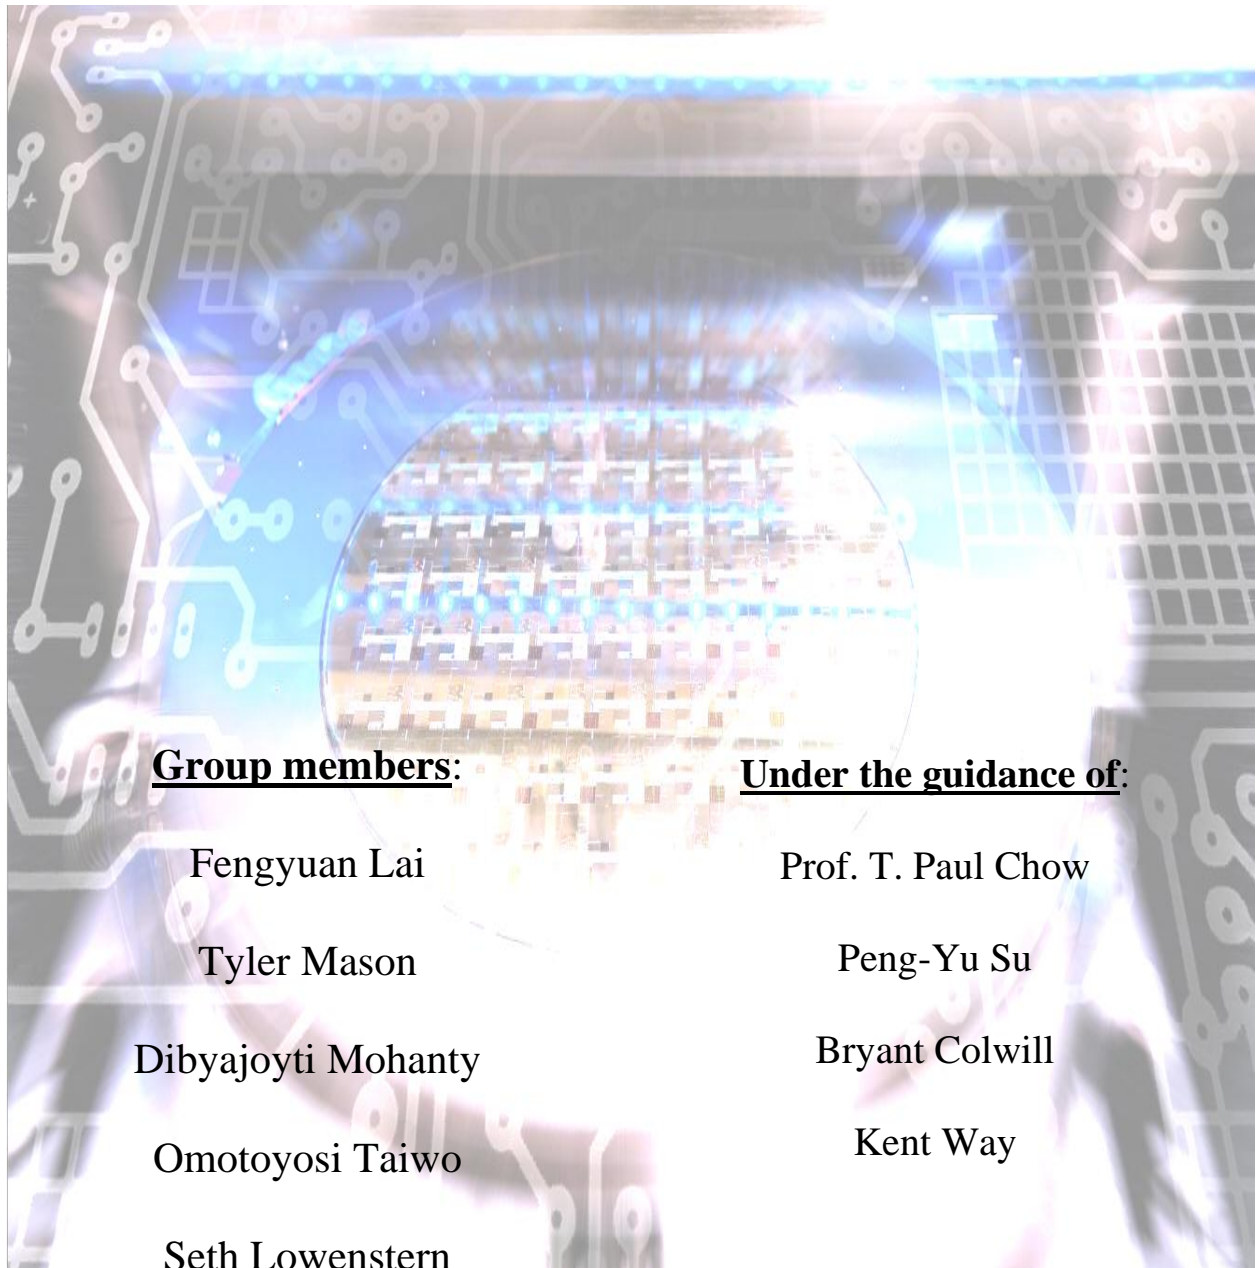 Group members:
Fengyuan Lai
Tyler Mason
Dibyajoyti Mohanty
Omotoyosi Taiwo
Seth Lowenstern
Under the guidance of:
Prof. T. Paul Chow
Peng-Yu Su
Bryant Colwill
Kent Way